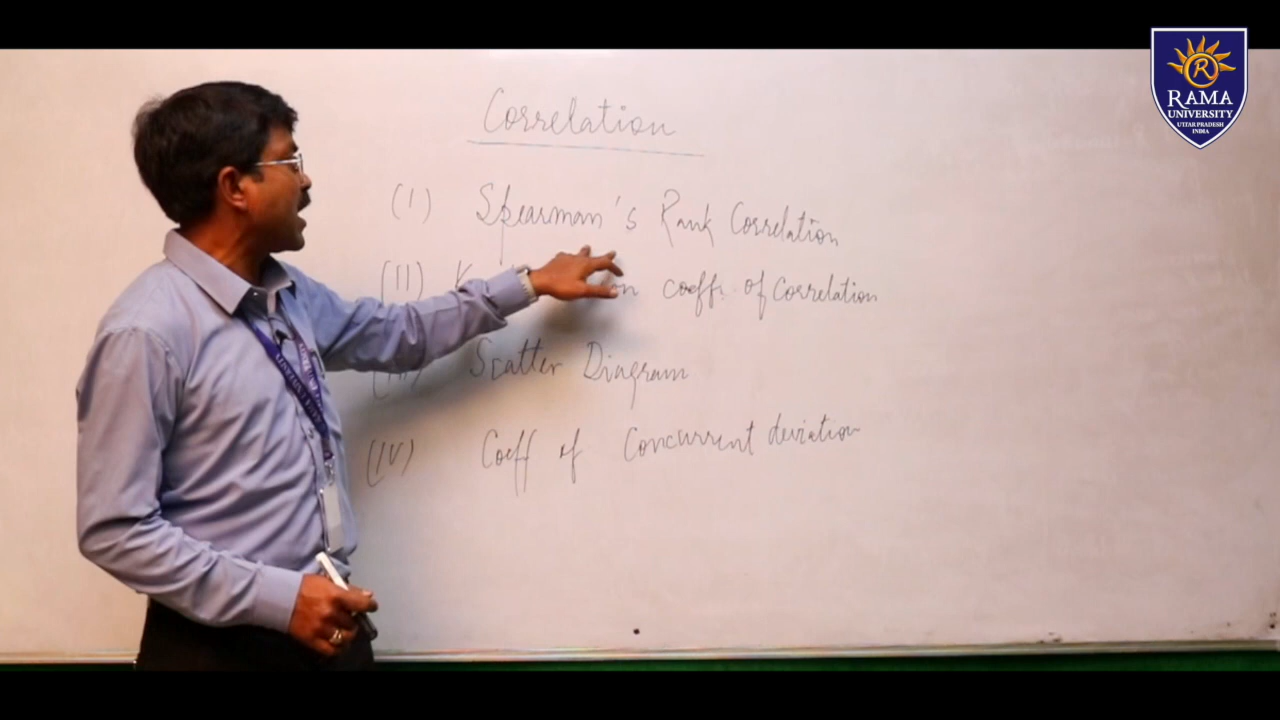 R
RAMA
UNIVERSITY
UTTAR PRADESH
INDIA
Correlation
(I) Spearman's Rank Correlation
(II) coeff. of Correlation
Scatter Diagram
(IV) Coeff of Concurrent deviation